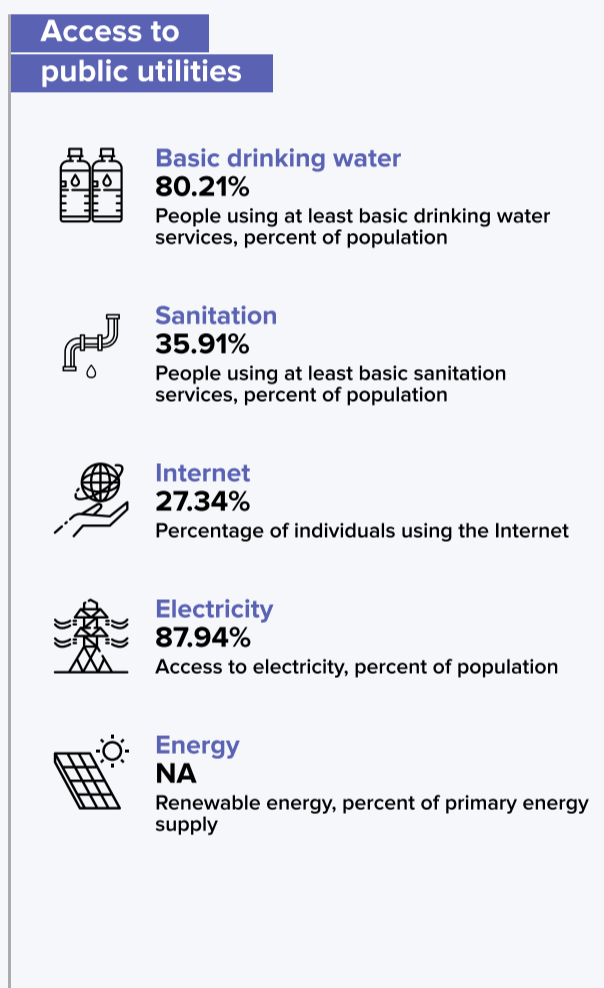 Access to
public utilities
Basic drinking water
80.21%
People using at least basic drinking water
services, percent of population
Sanitation
35.91%
People using at least basic sanitation
services, percent of population
Internet
27.34%
Percentage of individuals using the Internet
Electricity
87.94%
Access to electricity, percent of population
Energy
NA
Renewable energy, percent of primary energy
supply